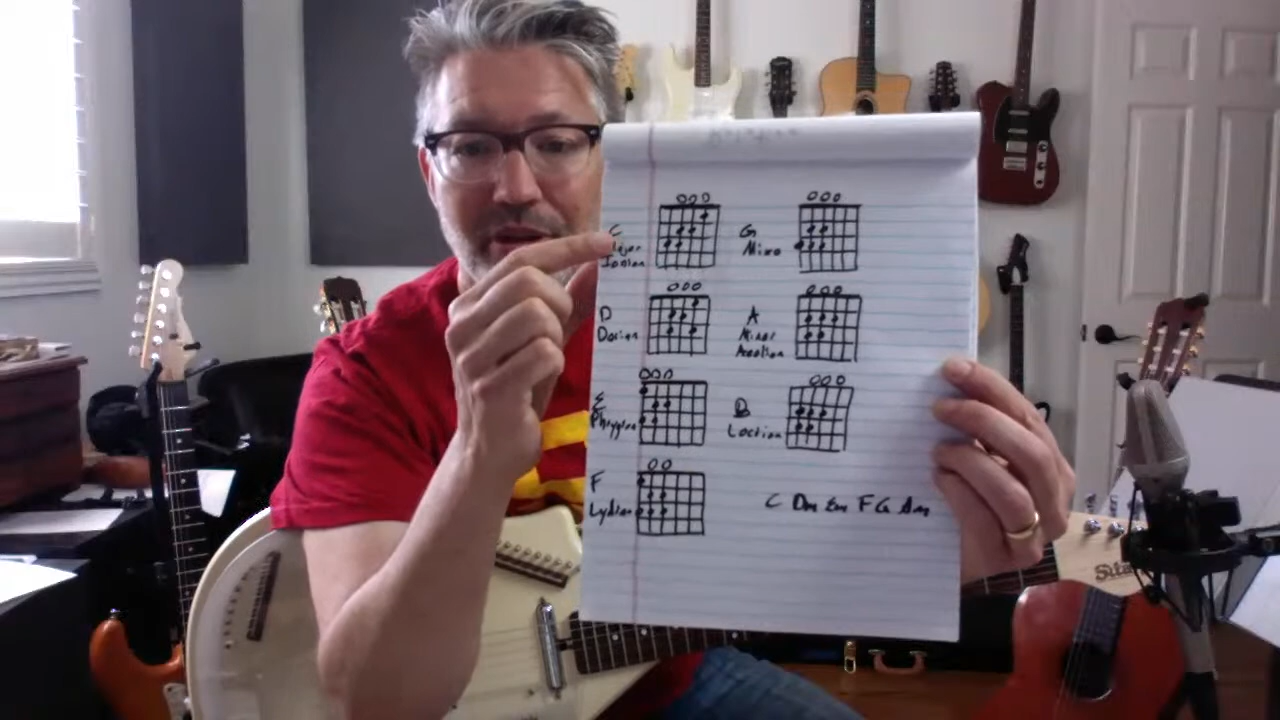 C
Major
Ionian
D
Dorian
E
Phrygian
F
Lydian
G
Mixo
A
Minor
Aeolian
B
Locrian
C Dm Em F G Am